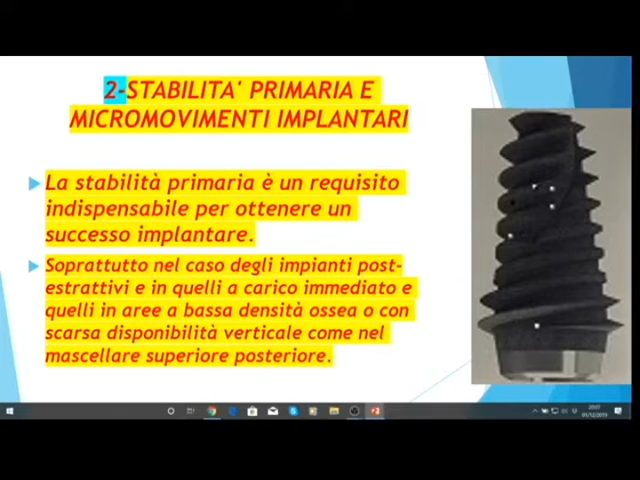 2-STABILITA' PRIMARIA E
MICROMOVIMENTI IMPLANTARI
La stabilità primaria è un requisito
indispensabile per ottenere un
successo implantare.
Soprattutto nel caso degli impianti post-
estrattivi e in quelli a carico immediato e
quelli in aree a bassa densità ossea o con
scarsa disponibilità verticale come nel
mascellare superiore posteriore.